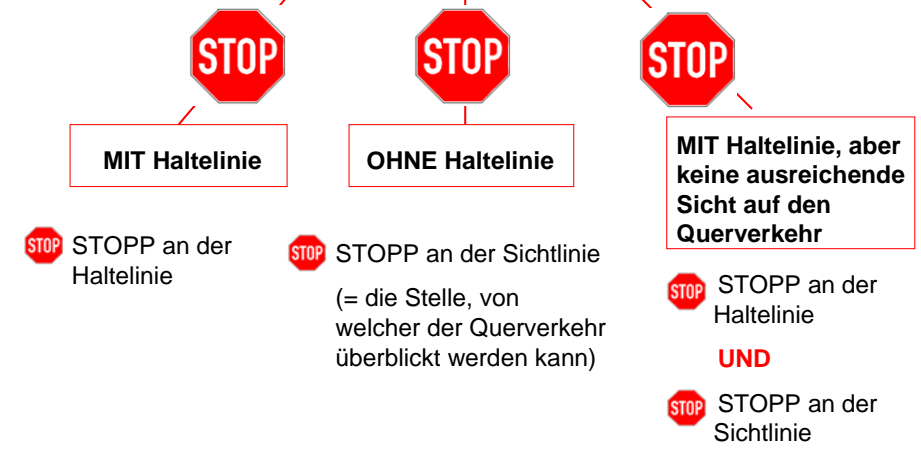 STOP
STOP
STOP
MIT Haltelinie
OHNE Haltelinie
MIT Haltelinie, aber
keine ausreichende
Sicht auf den
Querverkehr
STOP
STOPP an der
Haltelinie
STOP
STOPP an der Sichtlinie
(= die Stelle, von
welcher der Querverkehr
überblickt werden kann)
STOP
STOPP an der
Haltelinie
UND
STOP
STOPP an der
Sichtlinie